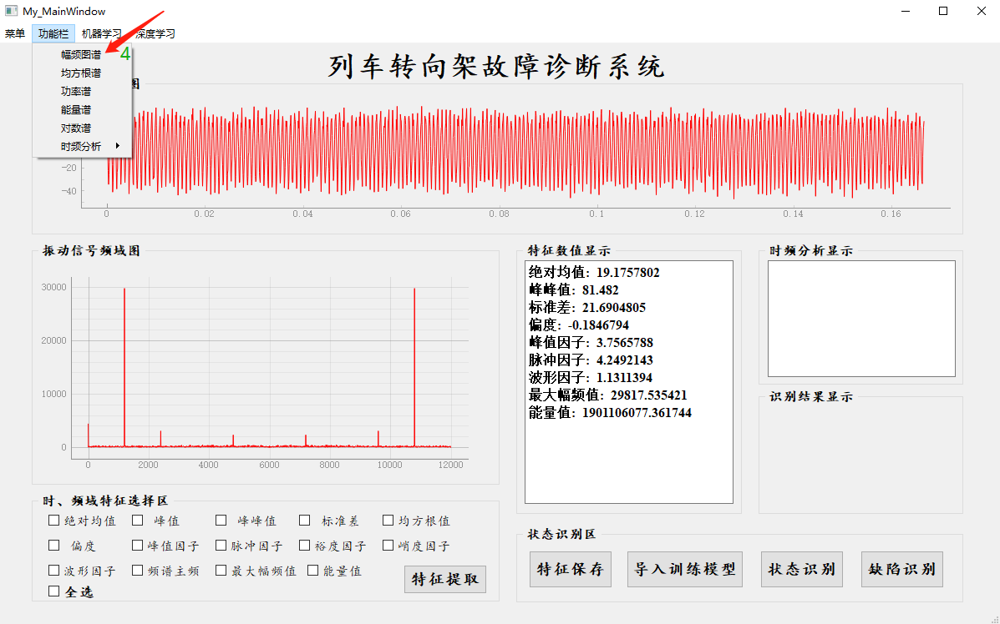 My_MainWindow
菜单 功能栏 机器学习 深度学习
幅频图谱 4
均方根谱
功率谱
能量谱
对数谱
时频分析
列车转向架故障诊断系统
图
-20
-40
0 0.02 0.04 0.06 0.08 0.1 0.12 0.14 0.16
振动信号频域图
30000
20000
10000
0
0 2000 4000 6000 8000 10000 12000
特征数值显示
绝对均值: 19.1757802
峰峰值: 81.482
标准差: 21.6904805
偏度: -0.1846794
峰值因子: 3.7565788
脉冲因子: 4.2492143
波形因子: 1.1311394
最大幅频值: 29817.535421
能量值: 1901106077.361744
时频分析显示
识别结果显示
时、频域特征选择区
绝对均值 峰值 峰峰值 标准差 均方根值
偏度 峰值因子 脉冲因子 裕度因子 峭度因子
波形因子 频谱主频 最大幅频值 能量值
全选
特征提取
状态识别区
特征保存 导入训练模型 状态识别 缺陷识别